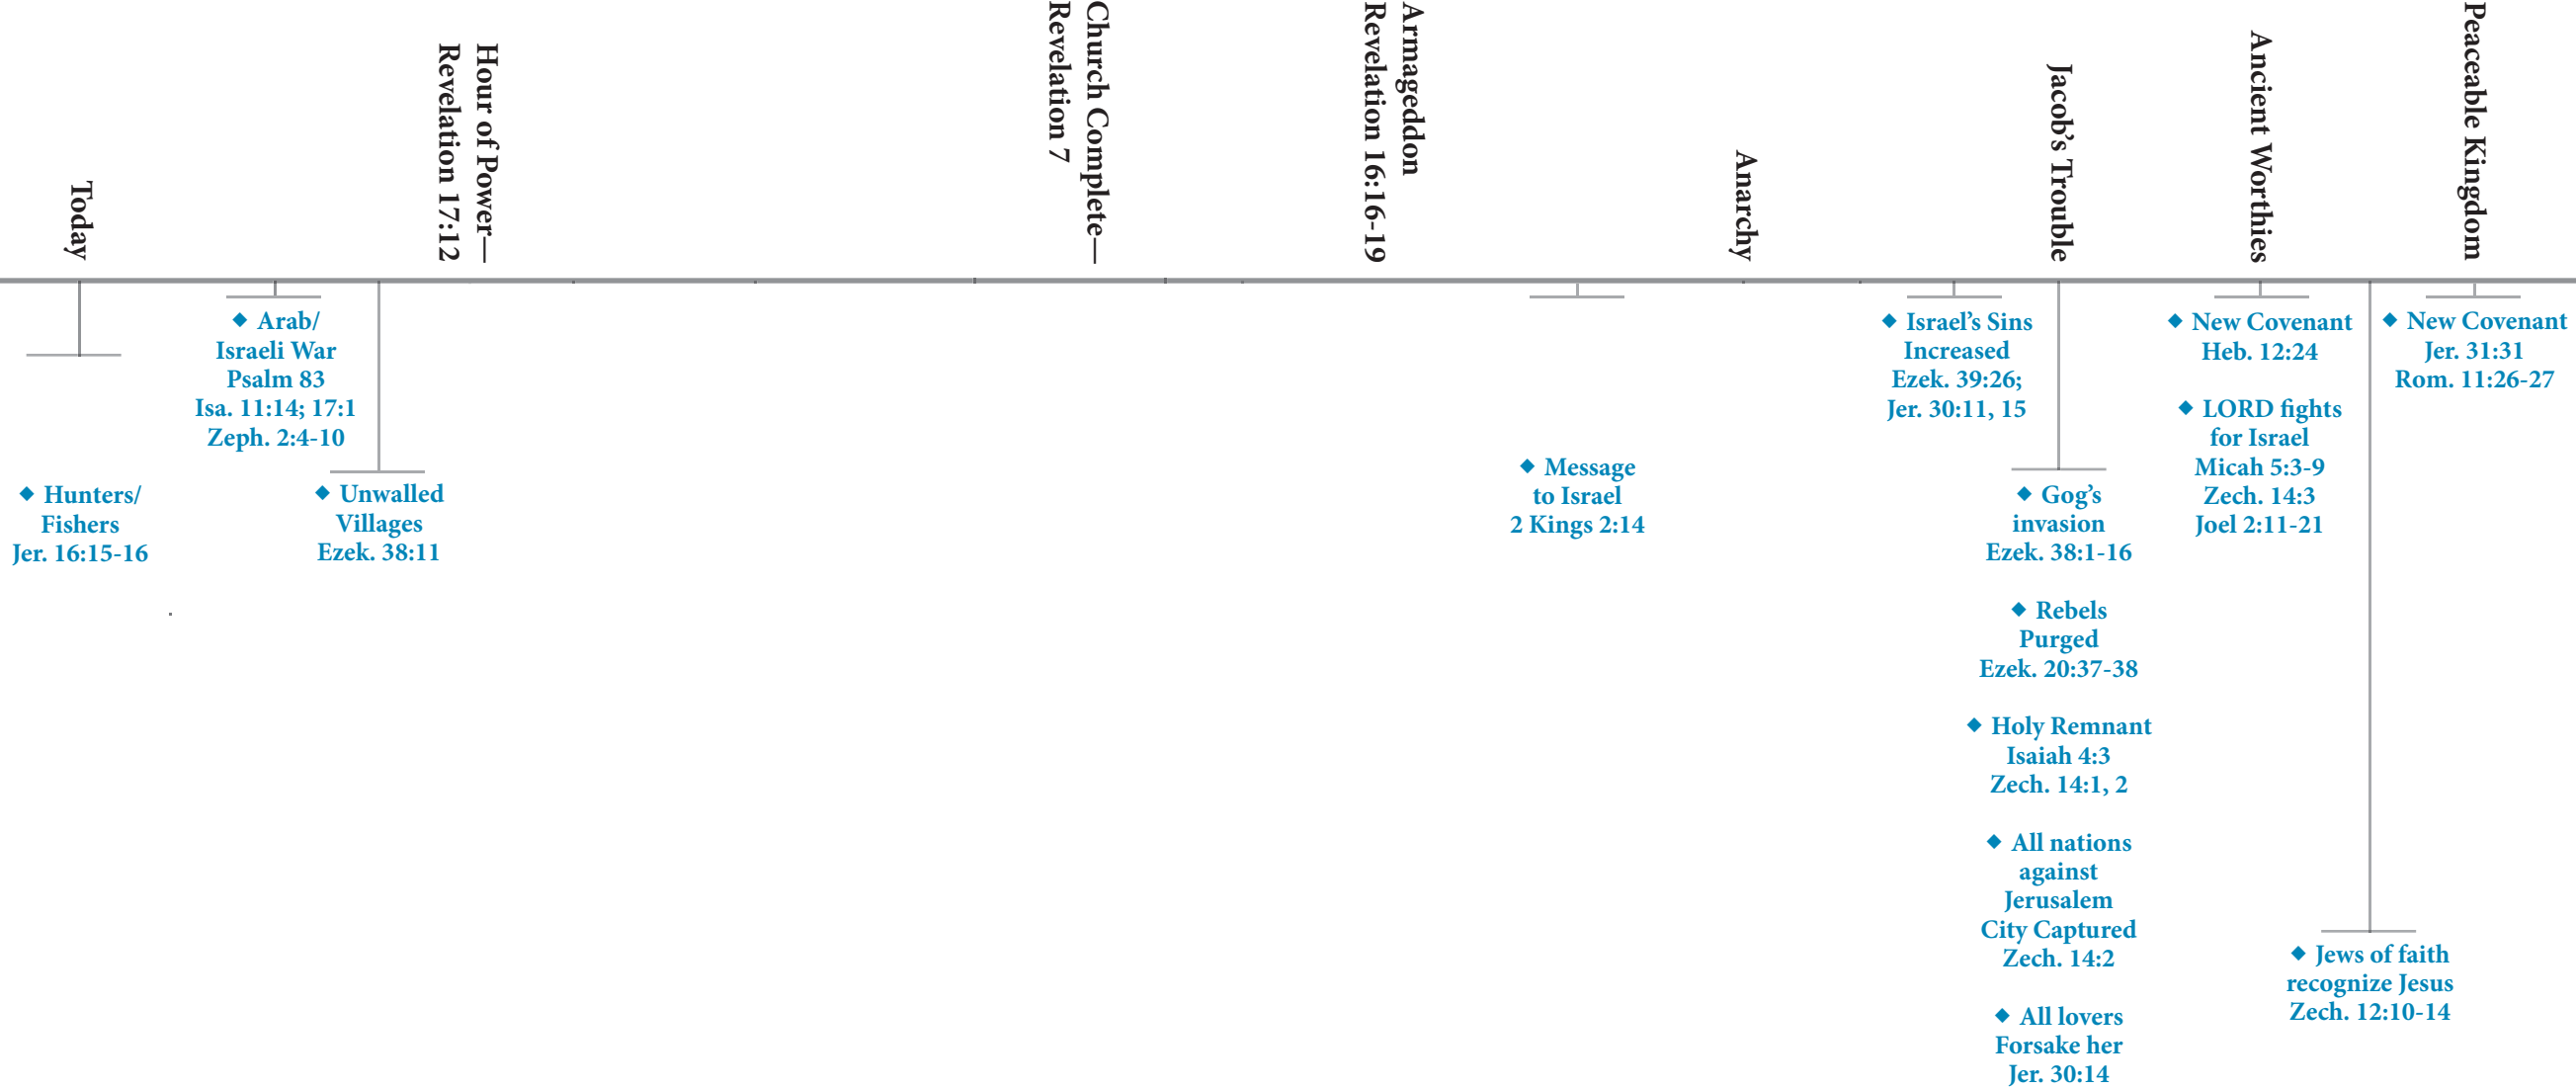 Today
Hour of Power—
Revelation 17:12
Church Complete—
Revelation 7
Armageddon
Revelation 16:16-19
Anarchy
Jacob's Trouble
Ancient Worthies
Peaceable Kingdom
◆ Hunters/
Fishers
Jer. 16:15-16
◆ Arab/
Israeli War
Psalm 83
Isa. 11:14; 17:1
Zeph. 2:4-10
◆ Unwalled
Villages
Ezek. 38:11
◆ Message
to Israel
2 Kings 2:14
◆ Israel's Sins
Increased
Ezek. 39:26;
Jer. 30:11, 15
◆ Gog's
invasion
Ezek. 38:1-16
◆ Rebels
Purged
Ezek. 20:37-38
◆ Holy Remnant
Isaiah 4:3
Zech. 14:1, 2
◆ All nations
against
Jerusalem
City Captured
Zech. 14:2
◆ All lovers
Forsake her
Jer. 30:14
◆ New Covenant
Heb. 12:24
◆ LORD fights
for Israel
Micah 5:3-9
Zech. 14:3
Joel 2:11-21
◆ Jews of faith
recognize Jesus
Zech. 12:10-14
◆ New Covenant
Jer. 31:31
Rom. 11:26-27